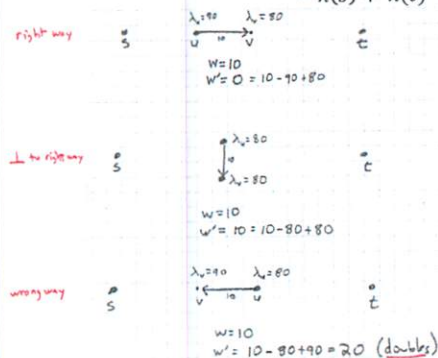 right way
λᵤ=90 λᵥ=80
s u 10 v t
w=10
w'=0=10-90+80
⊥ to right way
λᵤ=80
s 10 t
λᵥ=80
w=10
w'=10=10-80+80
wrong way
λᵥ=90 λᵤ=80
s v 10 u t
w=10
w'=10-80+90=20 (doubles)